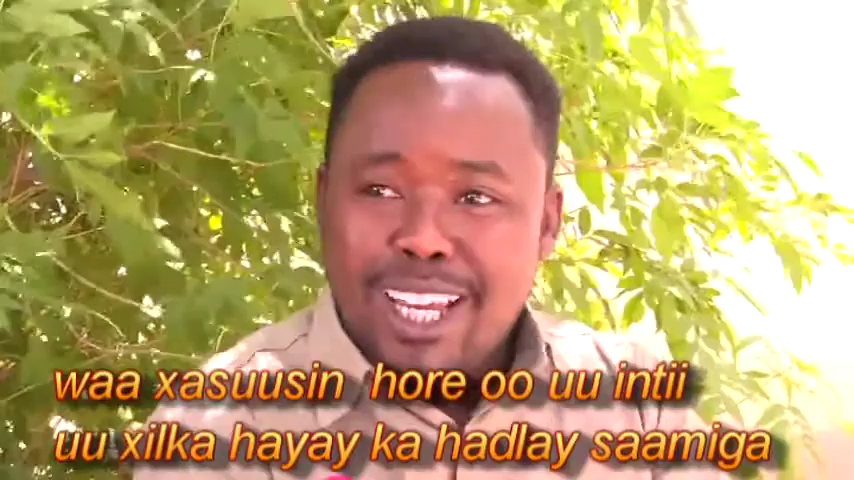 waa xasuusin hore oo uu intii
uu xilka hayay ka hadlay saamiga